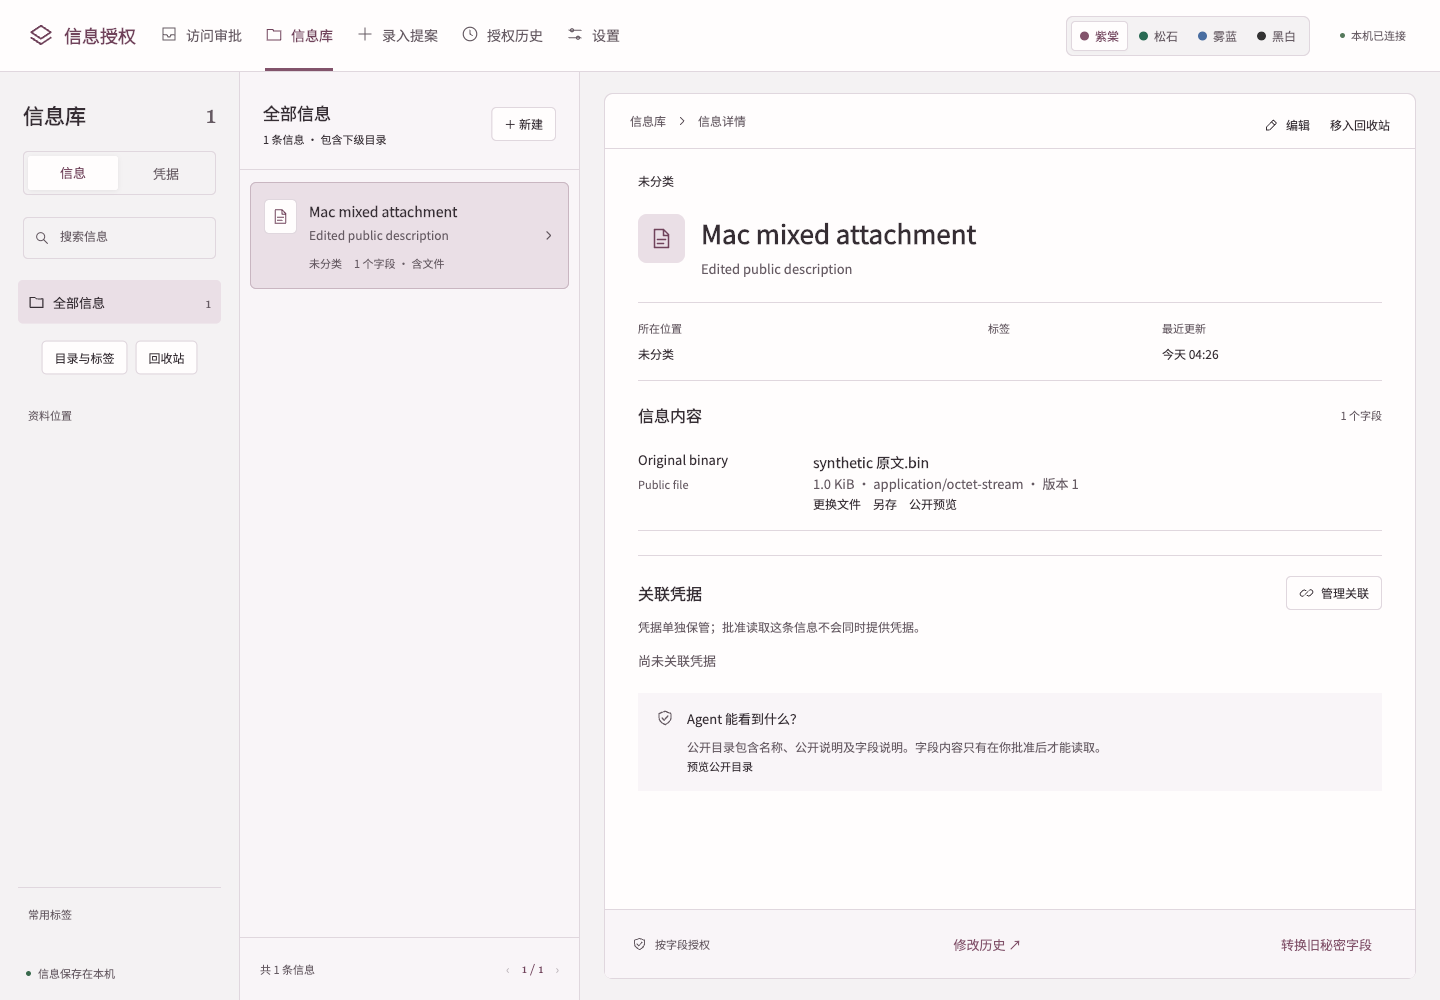 信息授权
访问审批
信息库
录入提案
授权历史
设置
紫棠
松石
雾蓝
黑白
本机已连接
信息库
1
信息
凭据
搜索信息
全部信息
1
目录与标签
回收站
资料位置
常用标签
信息保存在本机
全部信息
1 条信息 · 包含下级目录
+ 新建
Mac mixed attachment
Edited public description
未分类 1 个字段 · 含文件
共 1 条信息
‹ 1 / 1 ›
信息库 > 信息详情
编辑
移入回收站
未分类
Mac mixed attachment
Edited public description
所在位置
未分类
标签
最近更新
今天 04:26
信息内容
1 个字段
Original binary
Public file
synthetic 原文.bin
1.0 KiB · application/octet-stream · 版本 1
更换文件 另存 公开预览
关联凭据
管理关联
凭据单独保管；批准读取这条信息不会同时提供凭据。
尚未关联凭据
Agent 能看到什么？
公开目录包含名称、公开说明及字段说明。字段内容只有在你批准后才能读取。
预览公开目录
按字段授权
修改历史 ↗
转换旧秘密字段